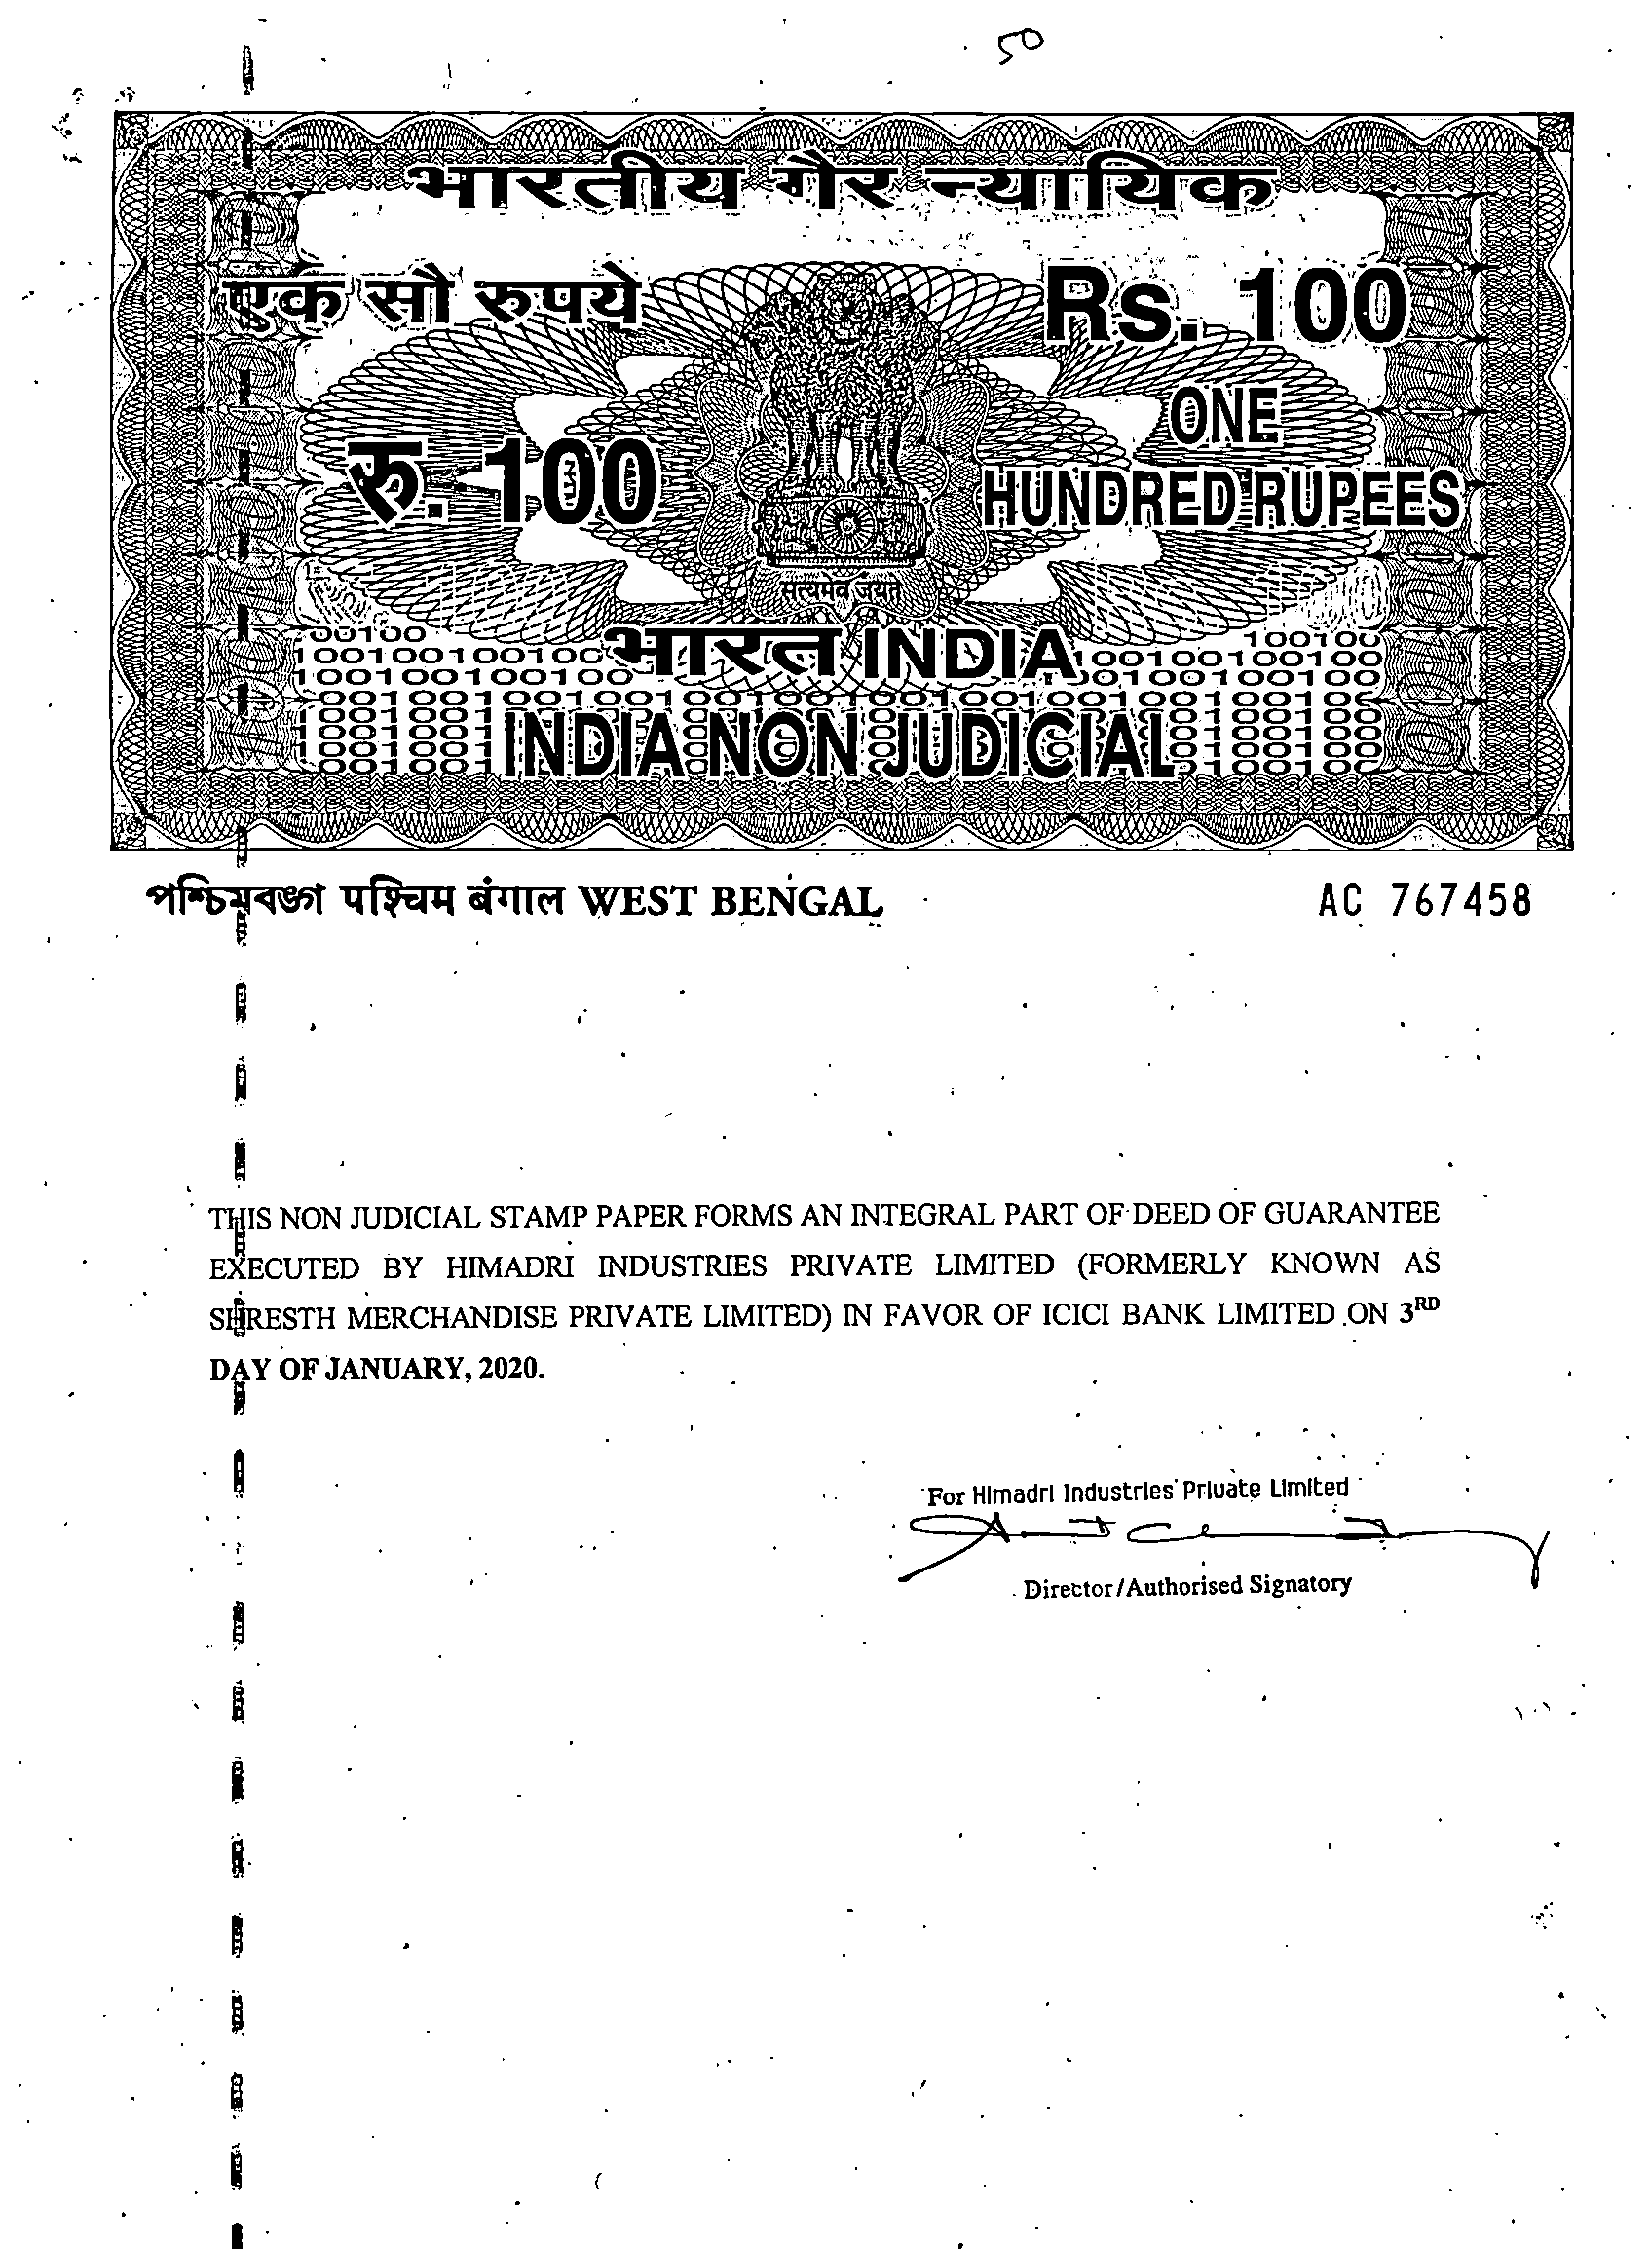 50
भारतीय गैर न्यायिक
एक सौ रुपये
Rs. 100
रु. 100
ONE
HUNDRED RUPEES
सत्यमेव जयते
भारत INDIA
INDIA NON JUDICIAL
পশ্চিমবঙ্গ पश्चिम बंगाल WEST BENGAL
AC 767458
THIS NON JUDICIAL STAMP PAPER FORMS AN INTEGRAL PART OF DEED OF GUARANTEE
EXECUTED BY HIMADRI INDUSTRIES PRIVATE LIMITED (FORMERLY KNOWN AS
SHRESTH MERCHANDISE PRIVATE LIMITED) IN FAVOR OF ICICI BANK LIMITED ON 3RD
DAY OF JANUARY, 2020.
For Himadri Industries Private Limited
Director/Authorised Signatory